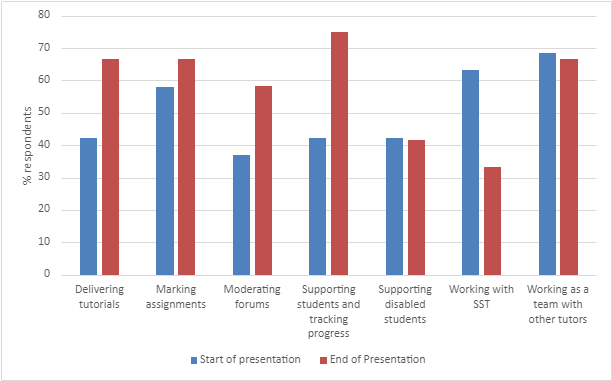 80
70
60
50
40
30
20
10
0
% respondents
Delivering tutorials
Marking assignments
Moderating forums
Supporting students and tracking progress
Supporting disabled students
Working with SST
Working as a team with other tutors
Start of presentation
End of Presentation